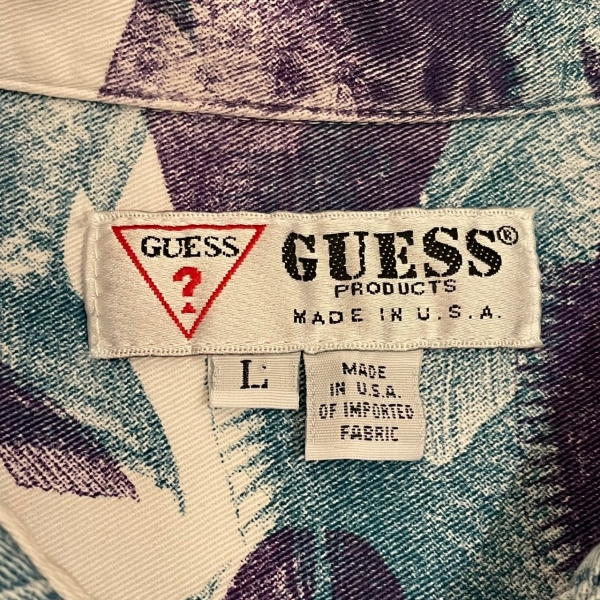 GUESS
?
GUESS®
PRODUCTS
MADE IN U.S.A.
L
MADE
IN U.S.A.
OF IMPORTED
FABRIC